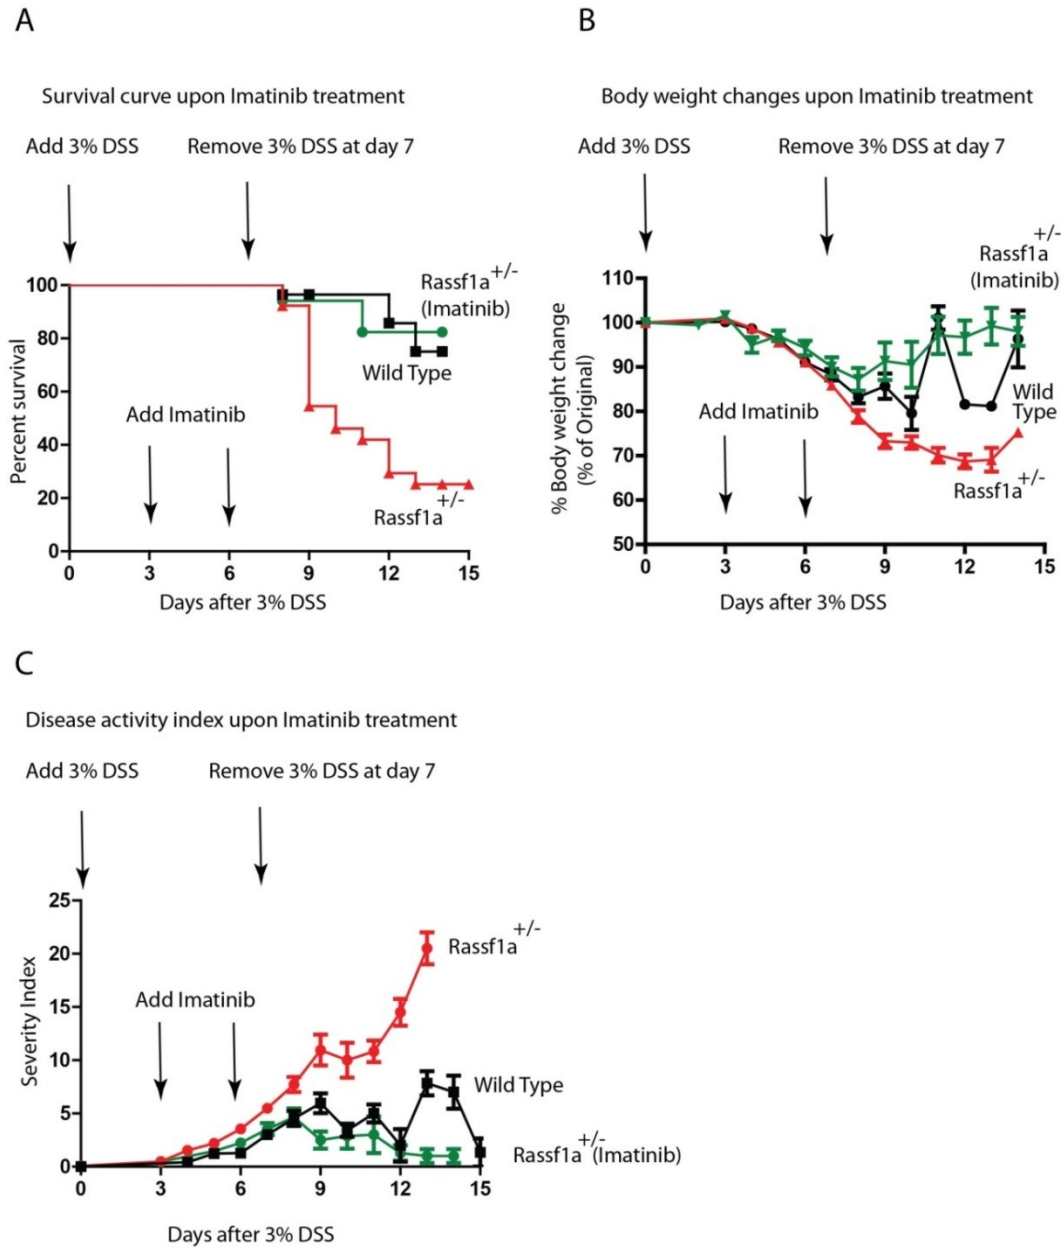 A
Survival curve upon Imatinib treatment
Add 3% DSS
Remove 3% DSS at day 7
Rassf1a+/-
(Imatinib)
Wild Type
Add Imatinib
Rassf1a+/-
Percent survival
100
80
60
40
20
0
0 3 6 9 12 15
Days after 3% DSS
B
Body weight changes upon Imatinib treatment
Add 3% DSS
Remove 3% DSS at day 7
Rassf1a+/-
(Imatinib)
Wild
Type
Add Imatinib
Rassf1a+/-
% Body weight change
(% of Original)
110
100
90
80
70
60
50
0 3 6 9 12 15
Days after 3% DSS
C
Disease activity index upon Imatinib treatment
Add 3% DSS
Remove 3% DSS at day 7
Rassf1a+/-
Add Imatinib
Wild Type
Rassf1a+/-(Imatinib)
Severity Index
25
20
15
10
5
0
0 3 6 9 12 15
Days after 3% DSS